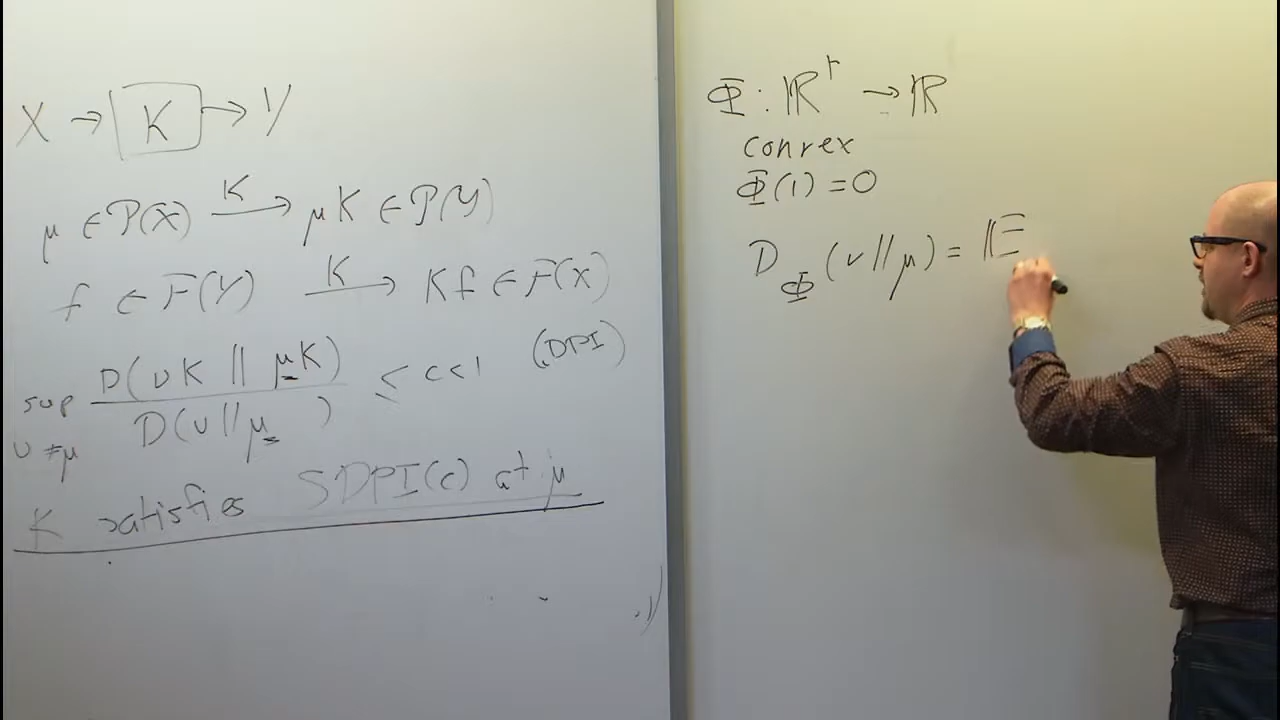 X → K → Y
μ ∈ P(X) K→ μK ∈ P(Y)
f ∈ F(Y) K→ Kf ∈ F(X)
sup ν≠μ D(νK || μK) / D(ν || μ) ≤ c < 1 (DPI)
K satisfies SDPI(c) at μ
Φ : ℝ⁺ → ℝ
convex
Φ(1) = 0
D_Φ(ν || μ) = 𝔼